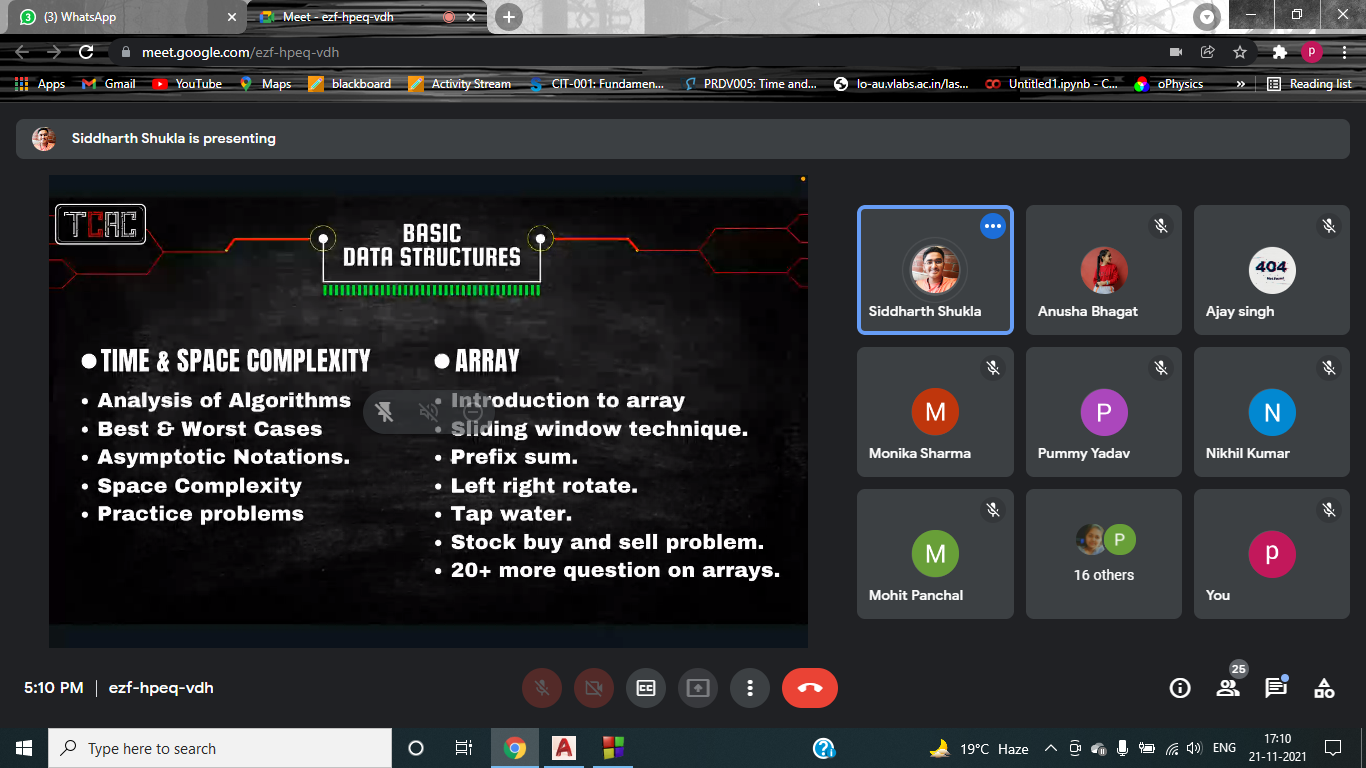 (3) WhatsApp
Meet - ezf-hpeq-vdh
meet.google.com/ezf-hpeq-vdh
P
Apps
Gmail
YouTube
Maps
blackboard
Activity Stream
CIT-001: Fundamen...
PRDV005: Time and...
lo-au.vlabs.ac.in/las...
Untitled1.ipynb - C...
oPhysics
»
Reading list
Siddharth Shukla is presenting
TCAC
BASIC
DATA STRUCTURES
TIME & SPACE COMPLEXITY
• Analysis of Algorithms
• Best & Worst Cases
• Asymptotic Notations.
• Space Complexity
• Practice problems
ARRAY
• Introduction to array
• Sliding window technique.
• Prefix sum.
• Left right rotate.
• Tap water.
• Stock buy and sell problem.
• 20+ more question on arrays.
Siddharth Shukla
Anusha Bhagat
404
Ajay singh
M
Monika Sharma
P
Pummy Yadav
N
Nikhil Kumar
M
Mohit Panchal
P
16 others
p
You
5:10 PM | ezf-hpeq-vdh
CC
25
Type here to search
A
19°C Haze
ENG
17:10
21-11-2021